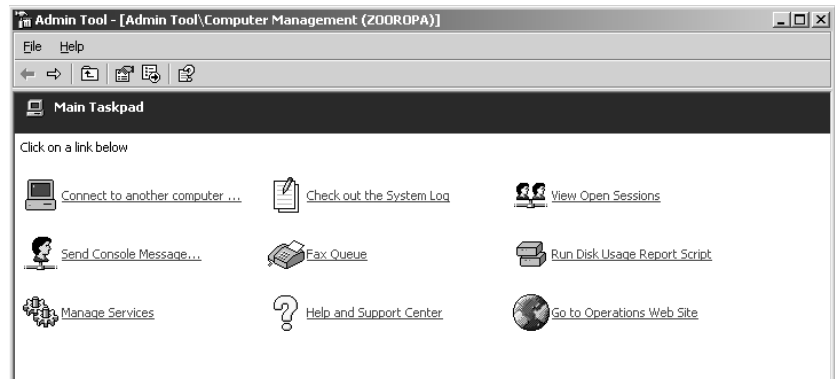 Admin Tool - [Admin Tool\Computer Management (ZOOROPA)]
File Help
Main Taskpad
Click on a link below
Connect to another computer ... Check out the System Log View Open Sessions
Send Console Message... Fax Queue Run Disk Usage Report Script
Manage Services Help and Support Center Go to Operations Web Site